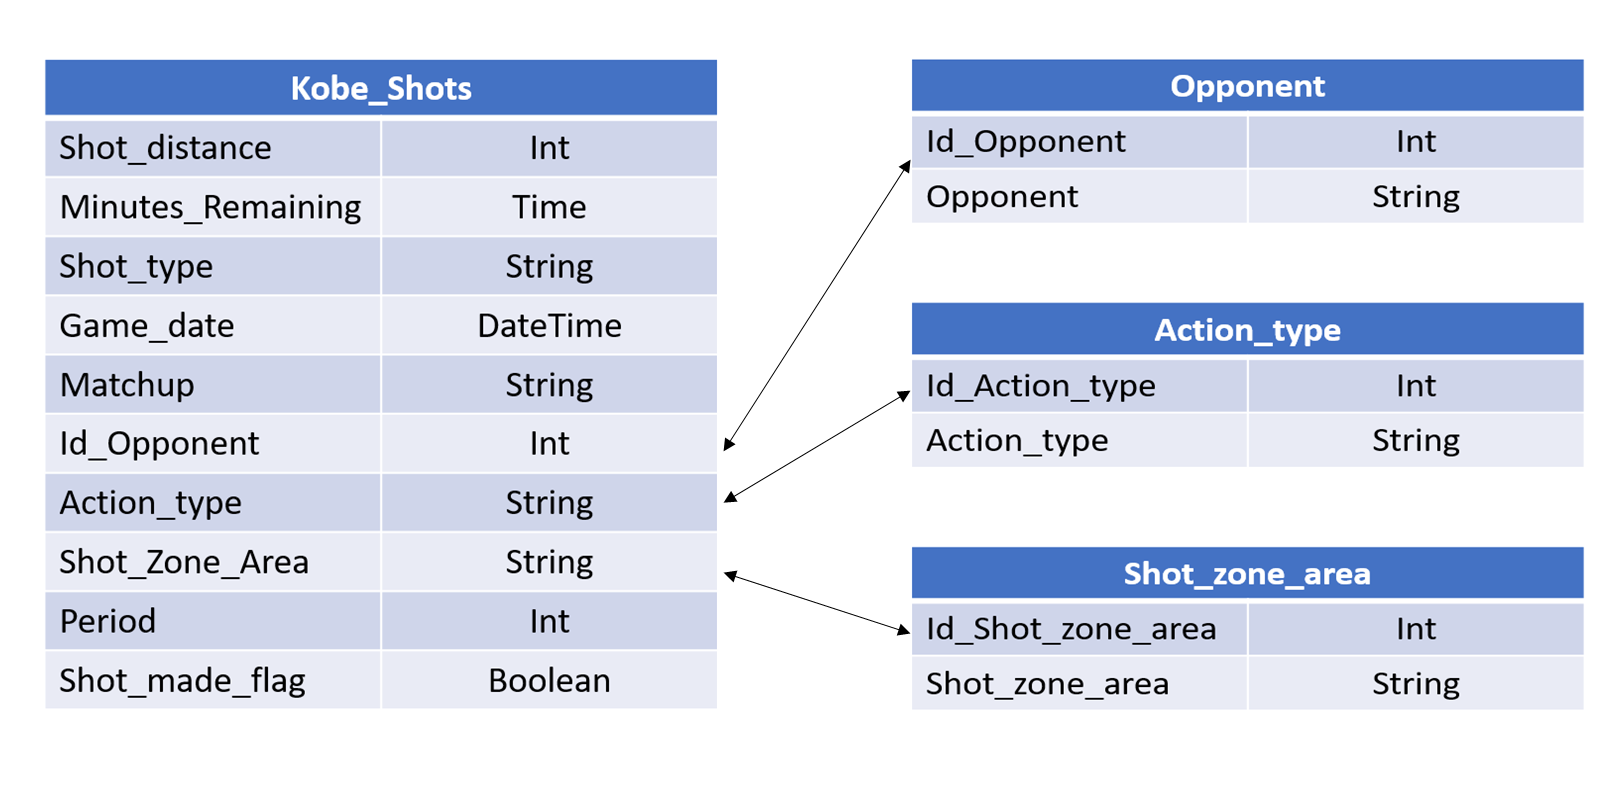 Kobe_Shots
Shot_distance Int
Minutes_Remaining Time
Shot_type String
Game_date DateTime
Matchup String
Id_Opponent Int
Action_type String
Shot_Zone_Area String
Period Int
Shot_made_flag Boolean
Opponent
Id_Opponent Int
Opponent String
Action_type
Id_Action_type Int
Action_type String
Shot_zone_area
Id_Shot_zone_area Int
Shot_zone_area String